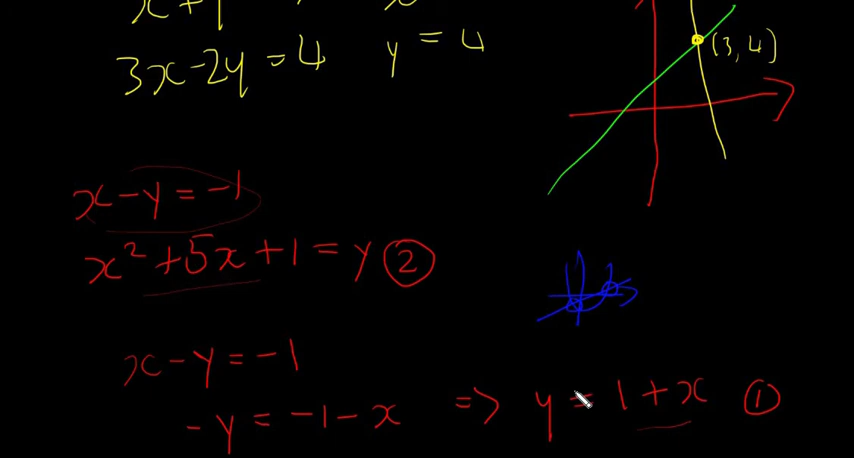 3x - 2y = 4 y = 4
(3, 4)
x - y = -1
x² + 5x + 1 = y ②
x - y = -1
-y = -1 - x => y = 1 + x ①